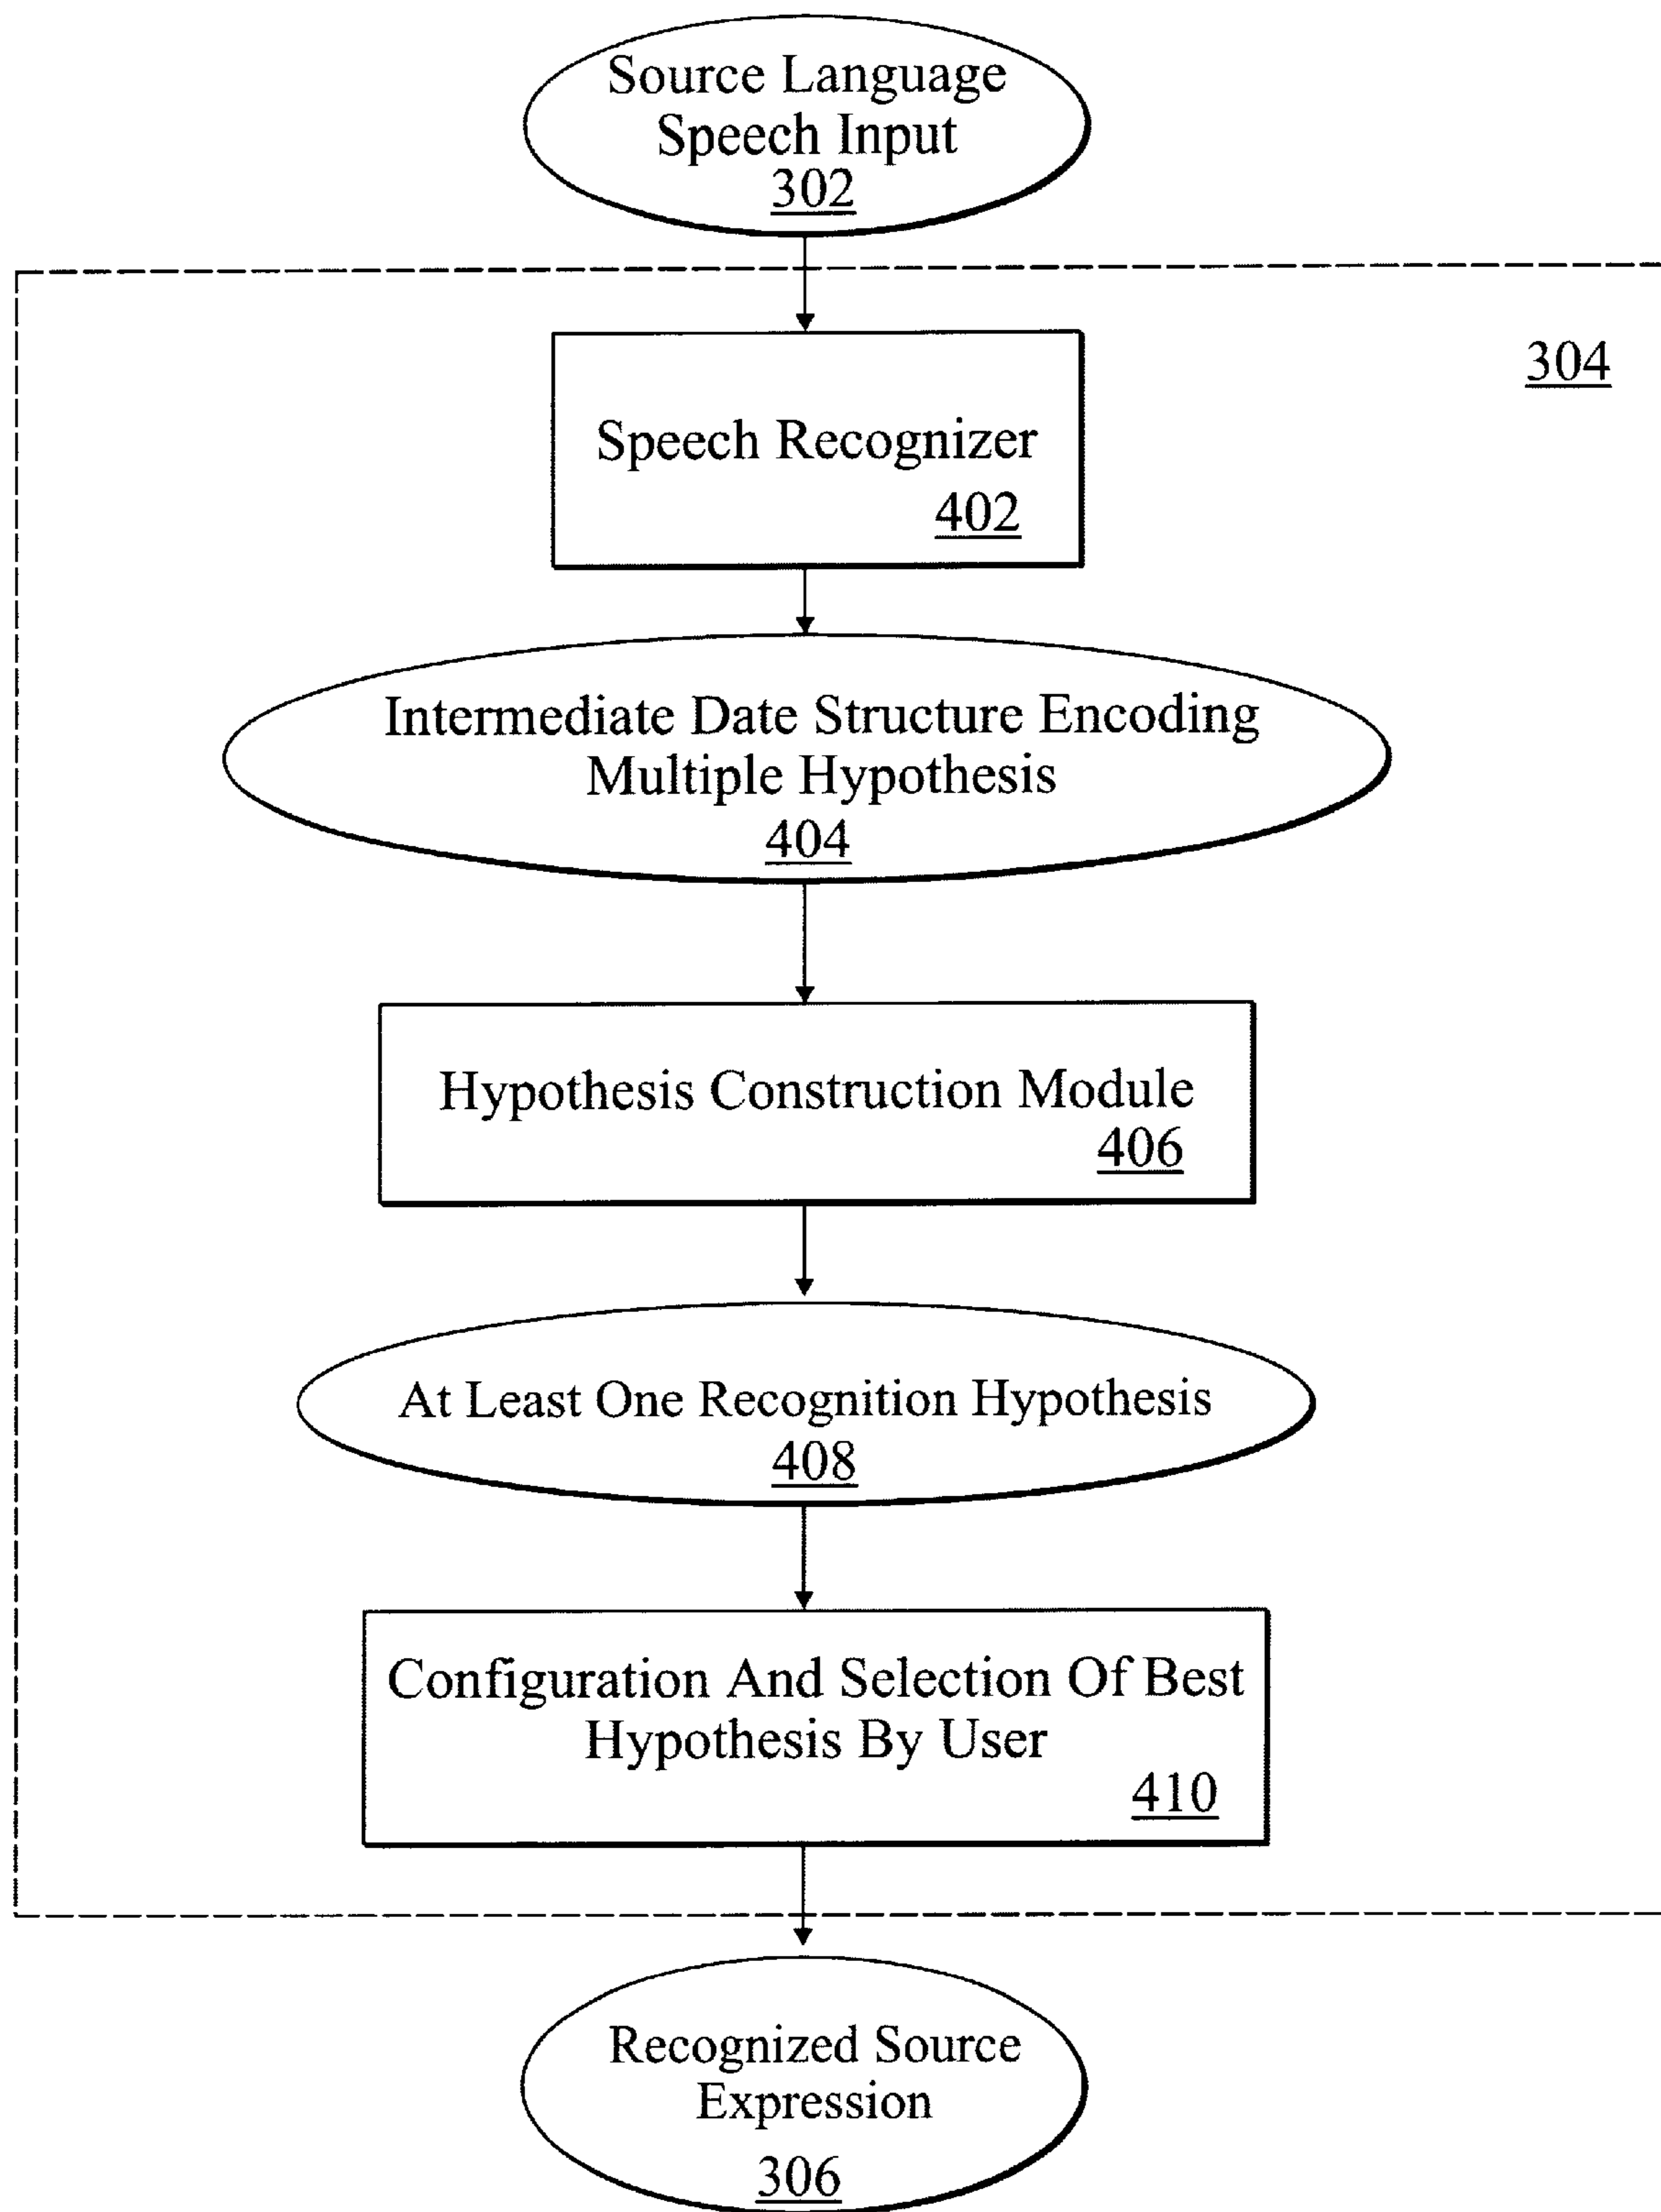 Source Language
Speech Input
302
304
Speech Recognizer
402
Intermediate Date Structure Encoding
Multiple Hypothesis
404
Hypothesis Construction Module
406
At Least One Recognition Hypothesis
408
Configuration And Selection Of Best
Hypothesis By User
410
Recognized Source
Expression
306